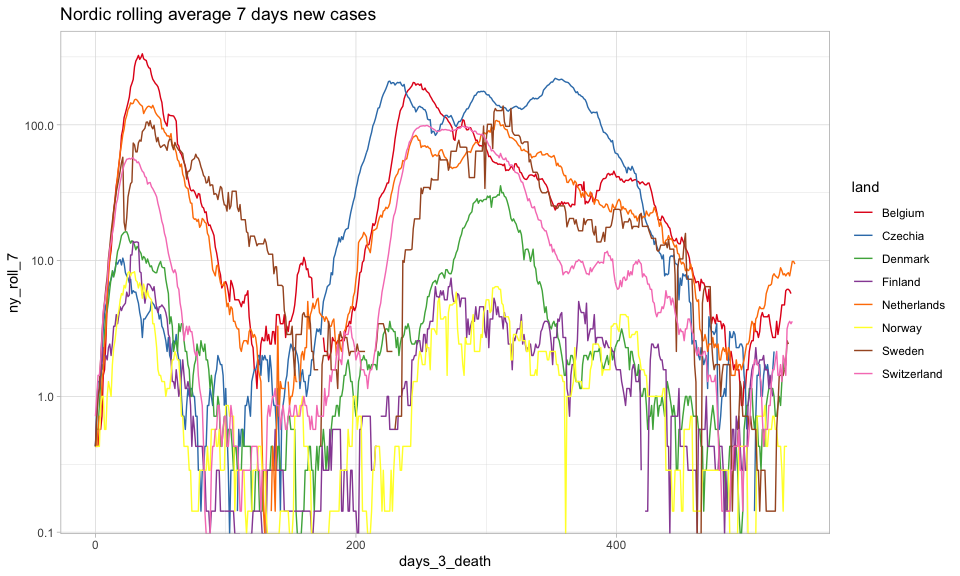 Nordic rolling average 7 days new cases
ny_roll_7
100.0
10.0
1.0
0.1
0
200
400
days_3_death
land
Belgium
Czechia
Denmark
Finland
Netherlands
Norway
Sweden
Switzerland